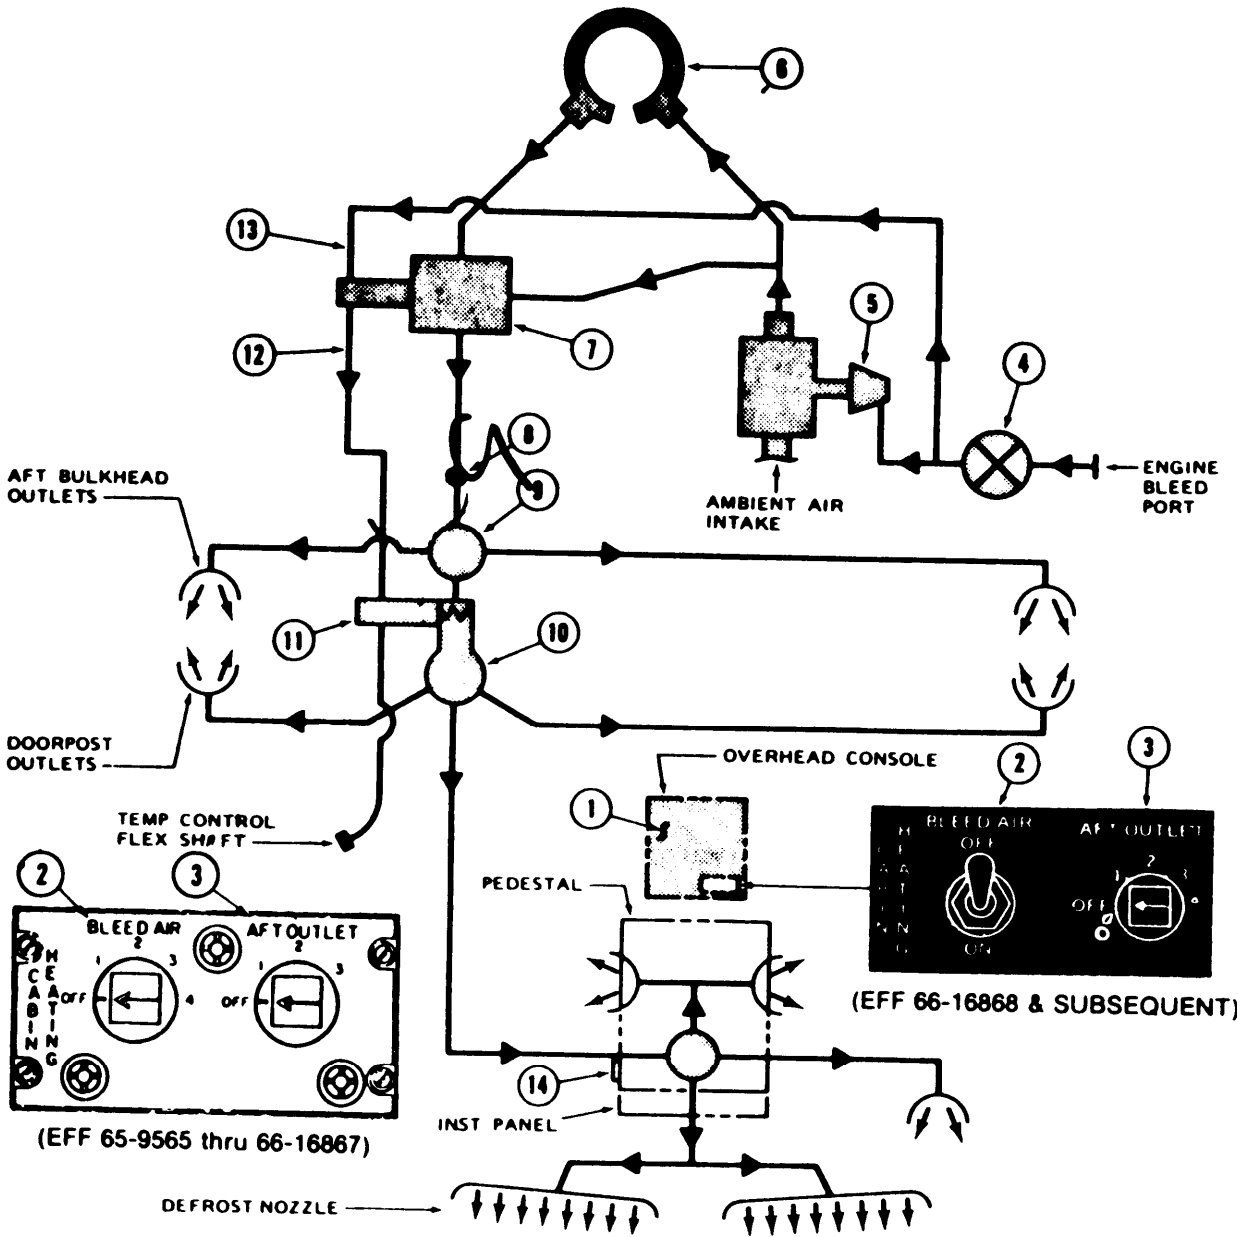 6
13
5
12
7
4
8
AFT BULKHEAD
OUTLETS
9
ENGINE
BLEED
PORT
AMBIENT AIR
INTAKE
11
10
DOORPOST
OUTLETS
OVERHEAD CONSOLE
2
3
1
TEMP CONTROL
FLEX SHAFT
BLEED AIR
OFF
ON
AFT OUTLET
OFF
1
2
3
PEDESTAL
2
3
CABIN
HEATING
BLEED AIR
OFF
1
2
3
4
AFT OUTLET
OFF
1
2
3
(EFF 66-16868 & SUBSEQUENT)
14
INST PANEL
(EFF 65-9565 thru 66-16867)
DEFROST NOZZLE